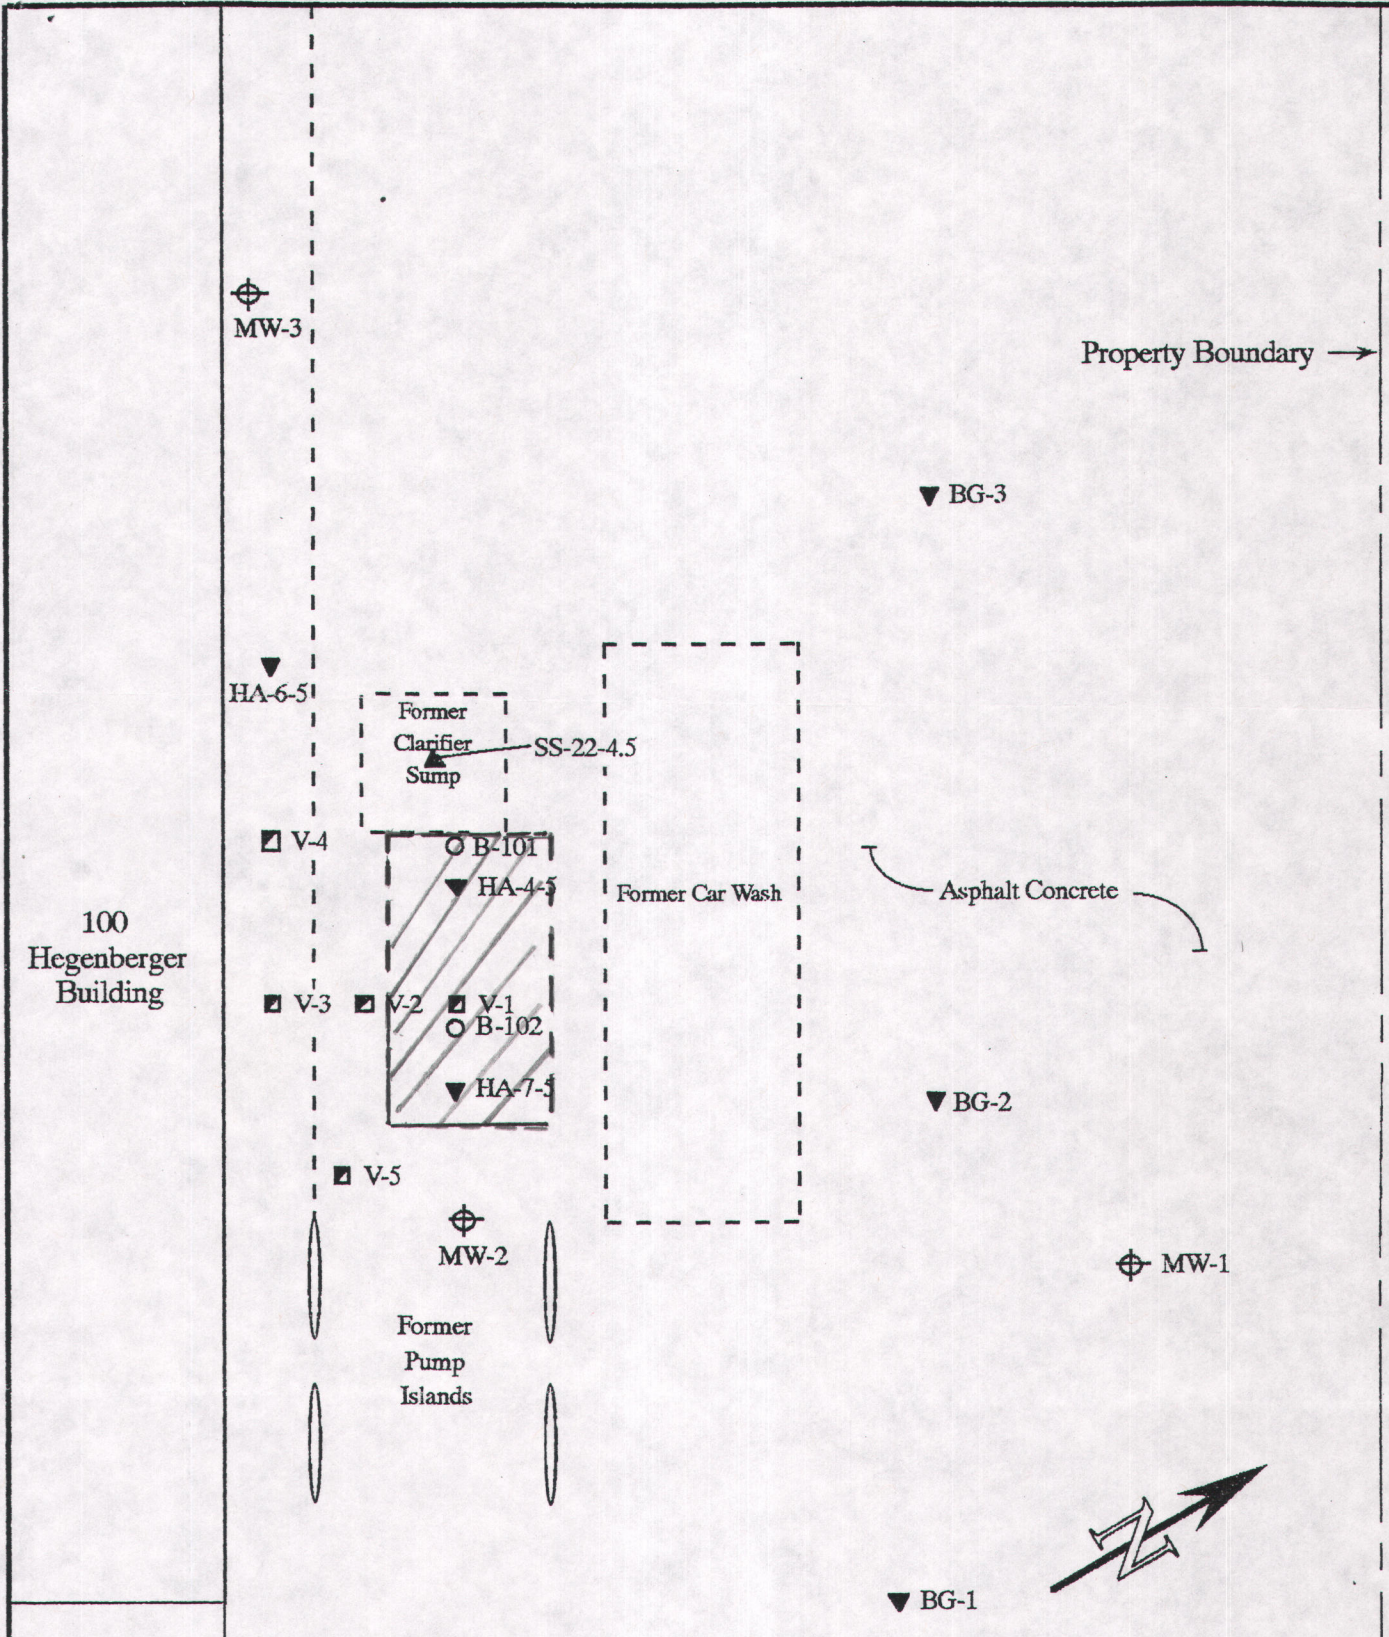 MW-3
Property Boundary
BG-3
HA-6-5
Former
Clarifier
Sump
SS-22-4.5
V-4
B-101
HA-4-5
Former Car Wash
Asphalt Concrete
100
Hegenberger
Building
V-3
V-2
V-1
B-102
HA-7-5
BG-2
V-5
MW-2
MW-1
Former
Pump
Islands
N
BG-1